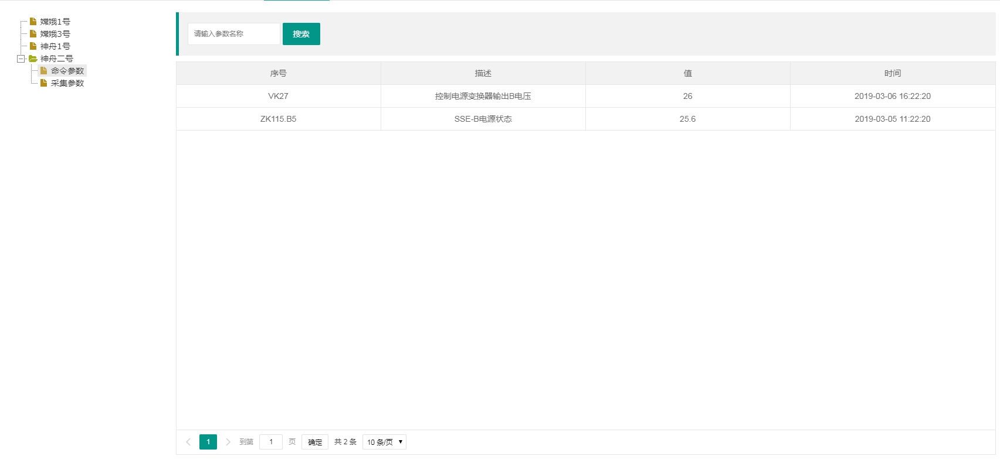 嫦娥1号
嫦娥3号
神舟1号
神舟二号
命令参数
采集参数
请输入参数名称 搜索
序号 描述 值 时间
VK27 控制电源变换器输出B电压 26 2019-03-06 16:22:20
ZK115.B5 SSE-B电源状态 25.6 2019-03-05 11:22:20
1 到第 1 页 确定 共 2 条 10 条/页